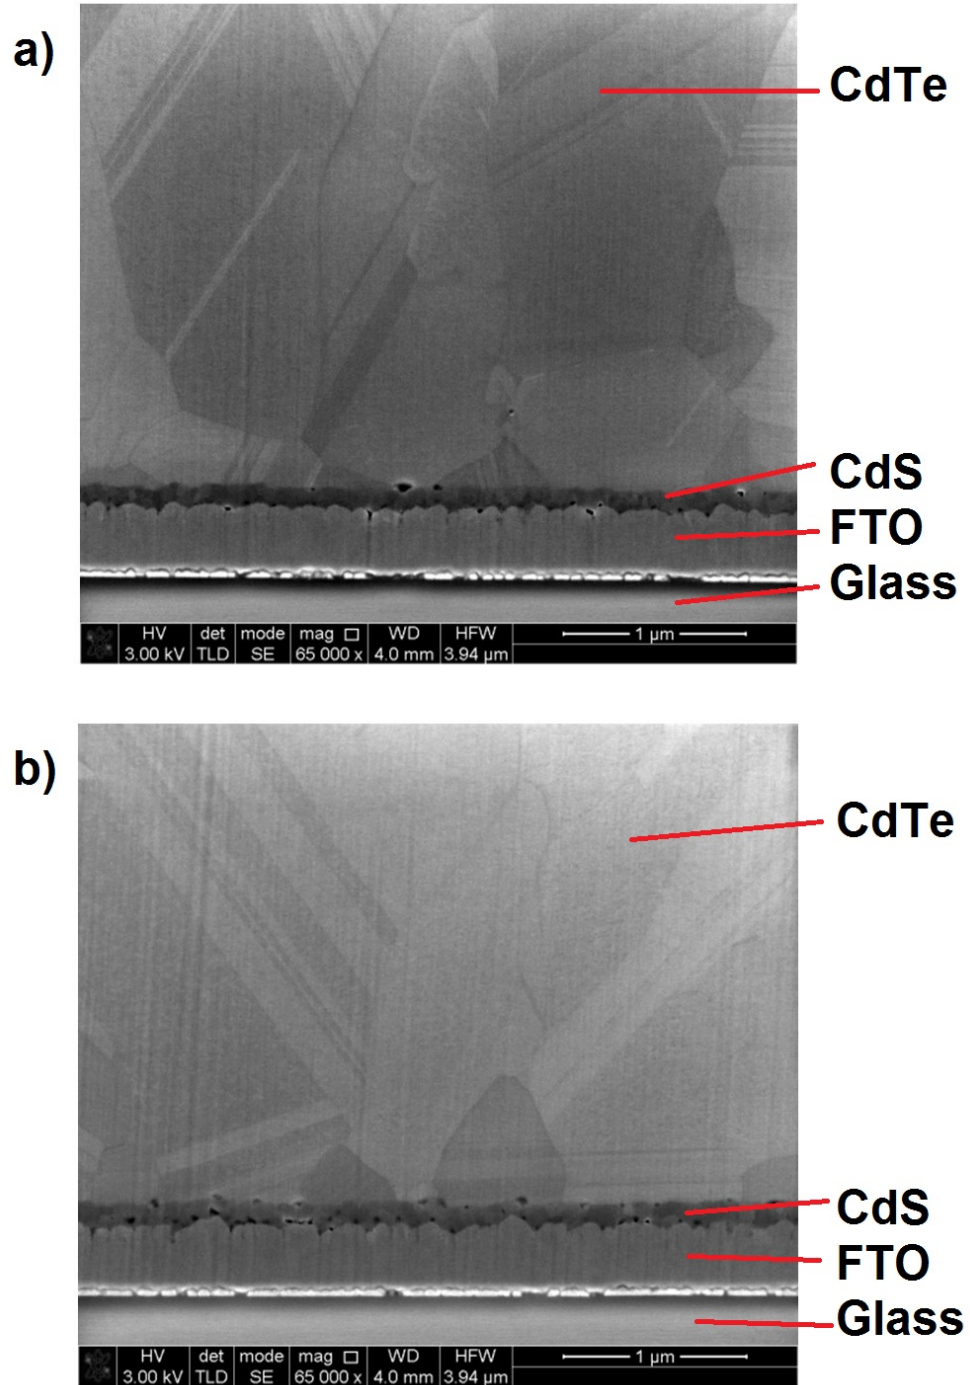 a)
CdTe
CdS
FTO
Glass
HV det mode mag WD HFW
3.00 kV TLD SE 65 000 x 4.0 mm 3.94 µm
1 µm
b)
CdTe
CdS
FTO
Glass
HV det mode mag WD HFW
3.00 kV TLD SE 65 000 x 4.0 mm 3.94 µm
1 µm